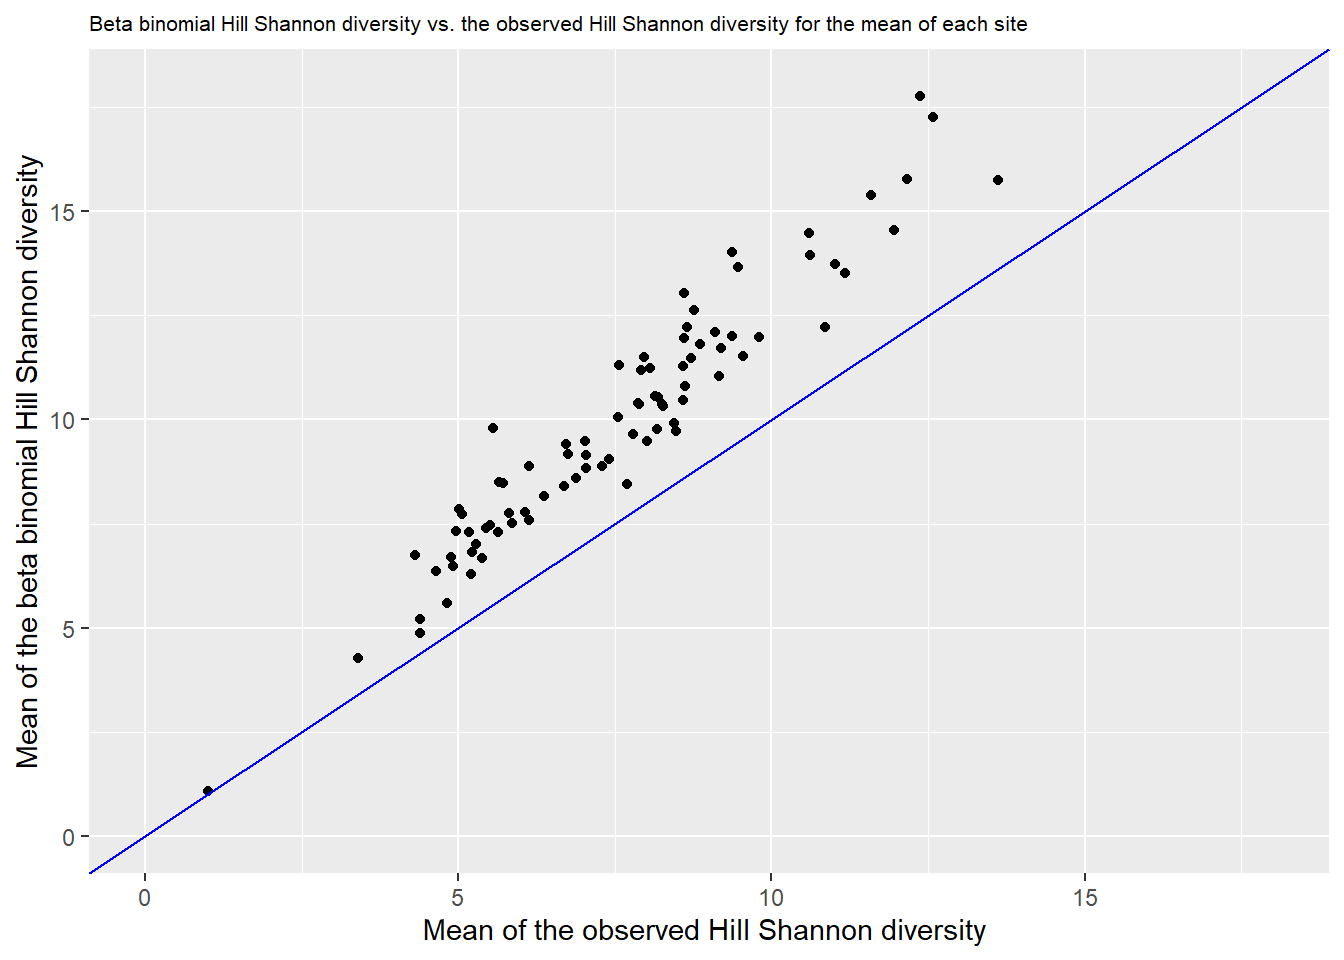 Beta binomial Hill Shannon diversity vs. the observed Hill Shannon diversity for the mean of each site
Mean of the beta binomial Hill Shannon diversity
15
10
5
0
0 5 10 15
Mean of the observed Hill Shannon diversity